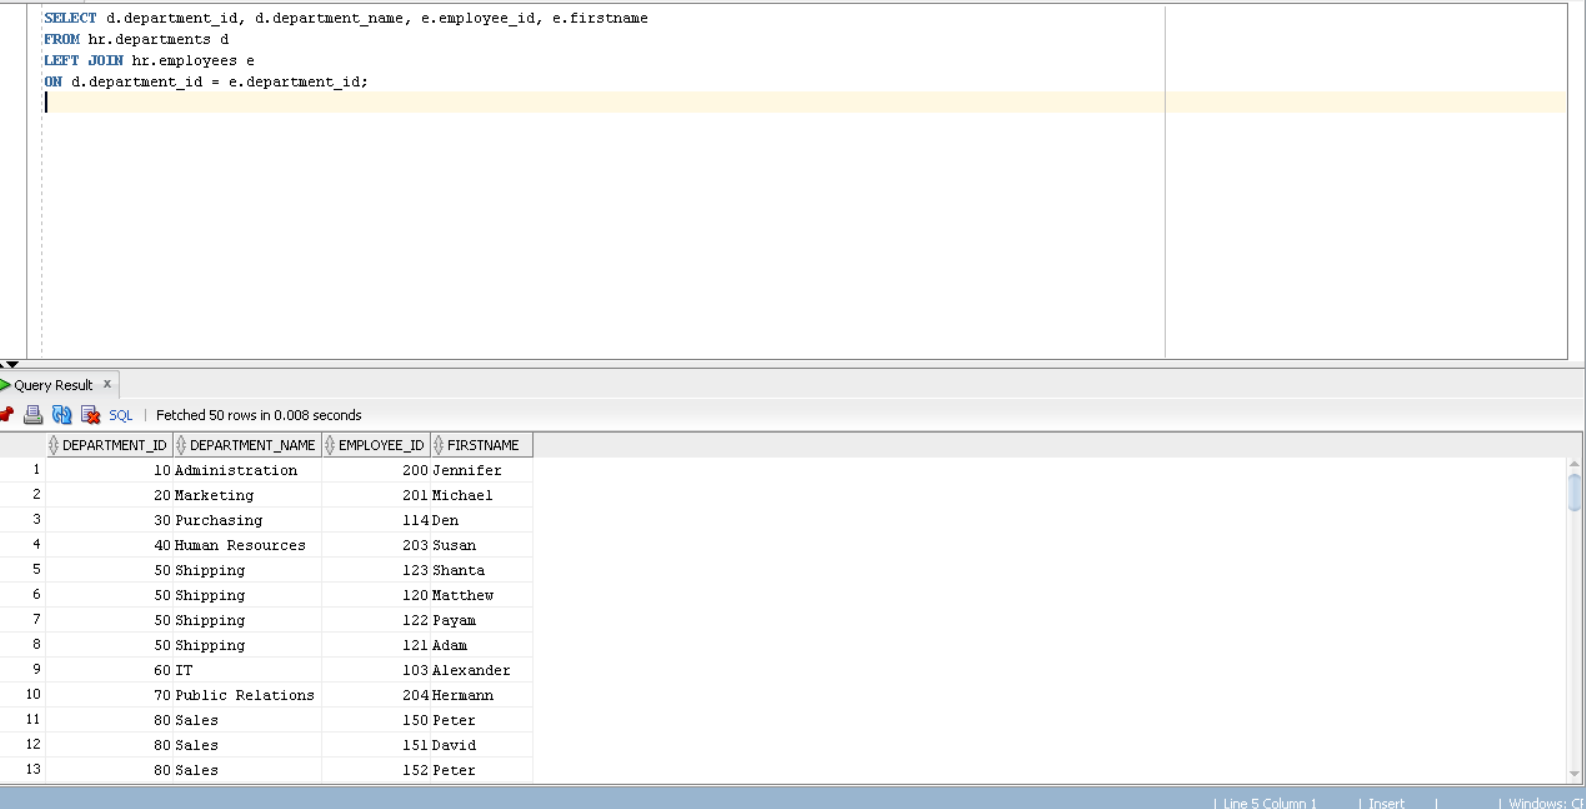 SELECT d.department_id, d.department_name, e.employee_id, e.firstname
FROM hr.departments d
LEFT JOIN hr.employees e
ON d.department_id = e.department_id;
Query Result x
SQL | Fetched 50 rows in 0.008 seconds
DEPARTMENT_ID DEPARTMENT_NAME EMPLOYEE_ID FIRSTNAME
1 10 Administration 200 Jennifer
2 20 Marketing 201 Michael
3 30 Purchasing 114 Den
4 40 Human Resources 203 Susan
5 50 Shipping 123 Shanta
6 50 Shipping 120 Matthew
7 50 Shipping 122 Payam
8 50 Shipping 121 Adam
9 60 IT 103 Alexander
10 70 Public Relations 204 Hermann
11 80 Sales 150 Peter
12 80 Sales 151 David
13 80 Sales 152 Peter
| Line 5 Column 1 | Insert | | Windows: